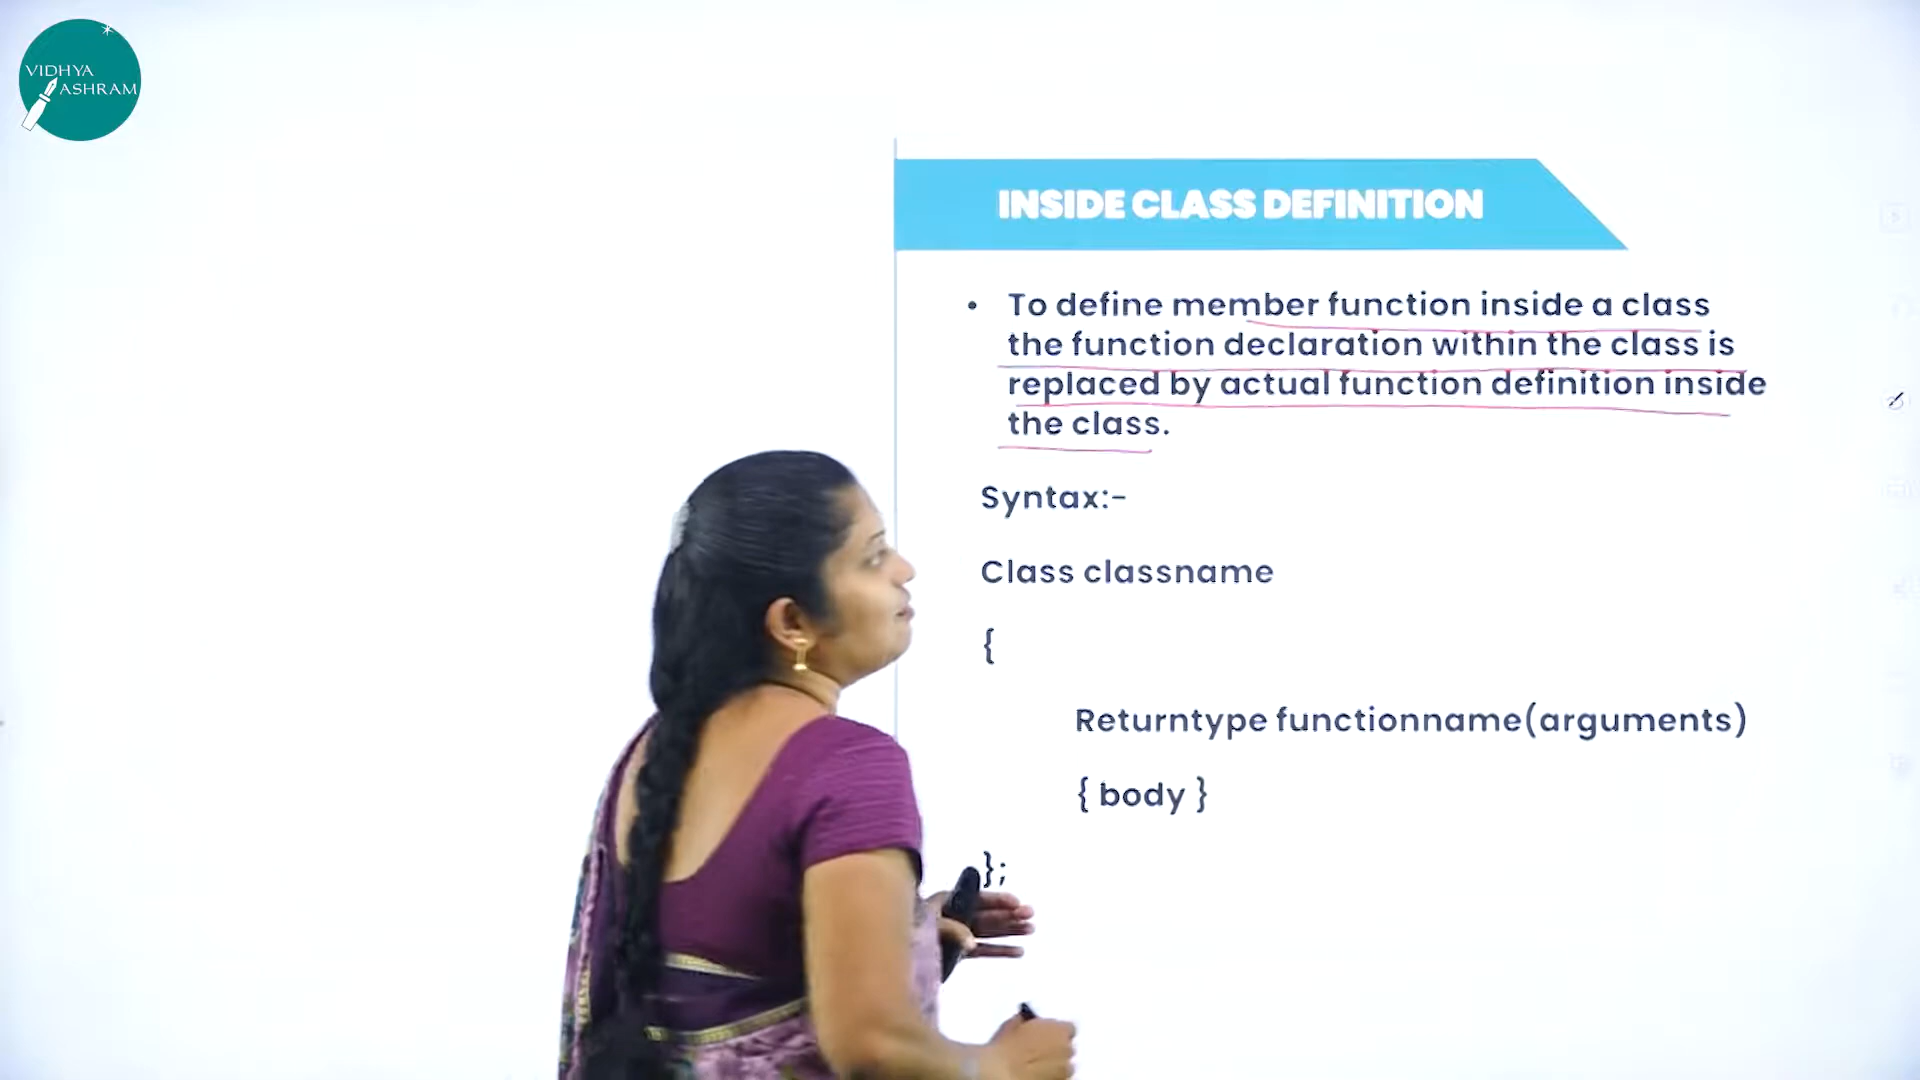 VIDHYA
ASHRAM
INSIDE CLASS DEFINITION
• To define member function inside a class
the function declaration within the class is
replaced by actual function definition inside
the class.
Syntax:-
Class classname
{
Returntype functionname(arguments)
{ body }
};